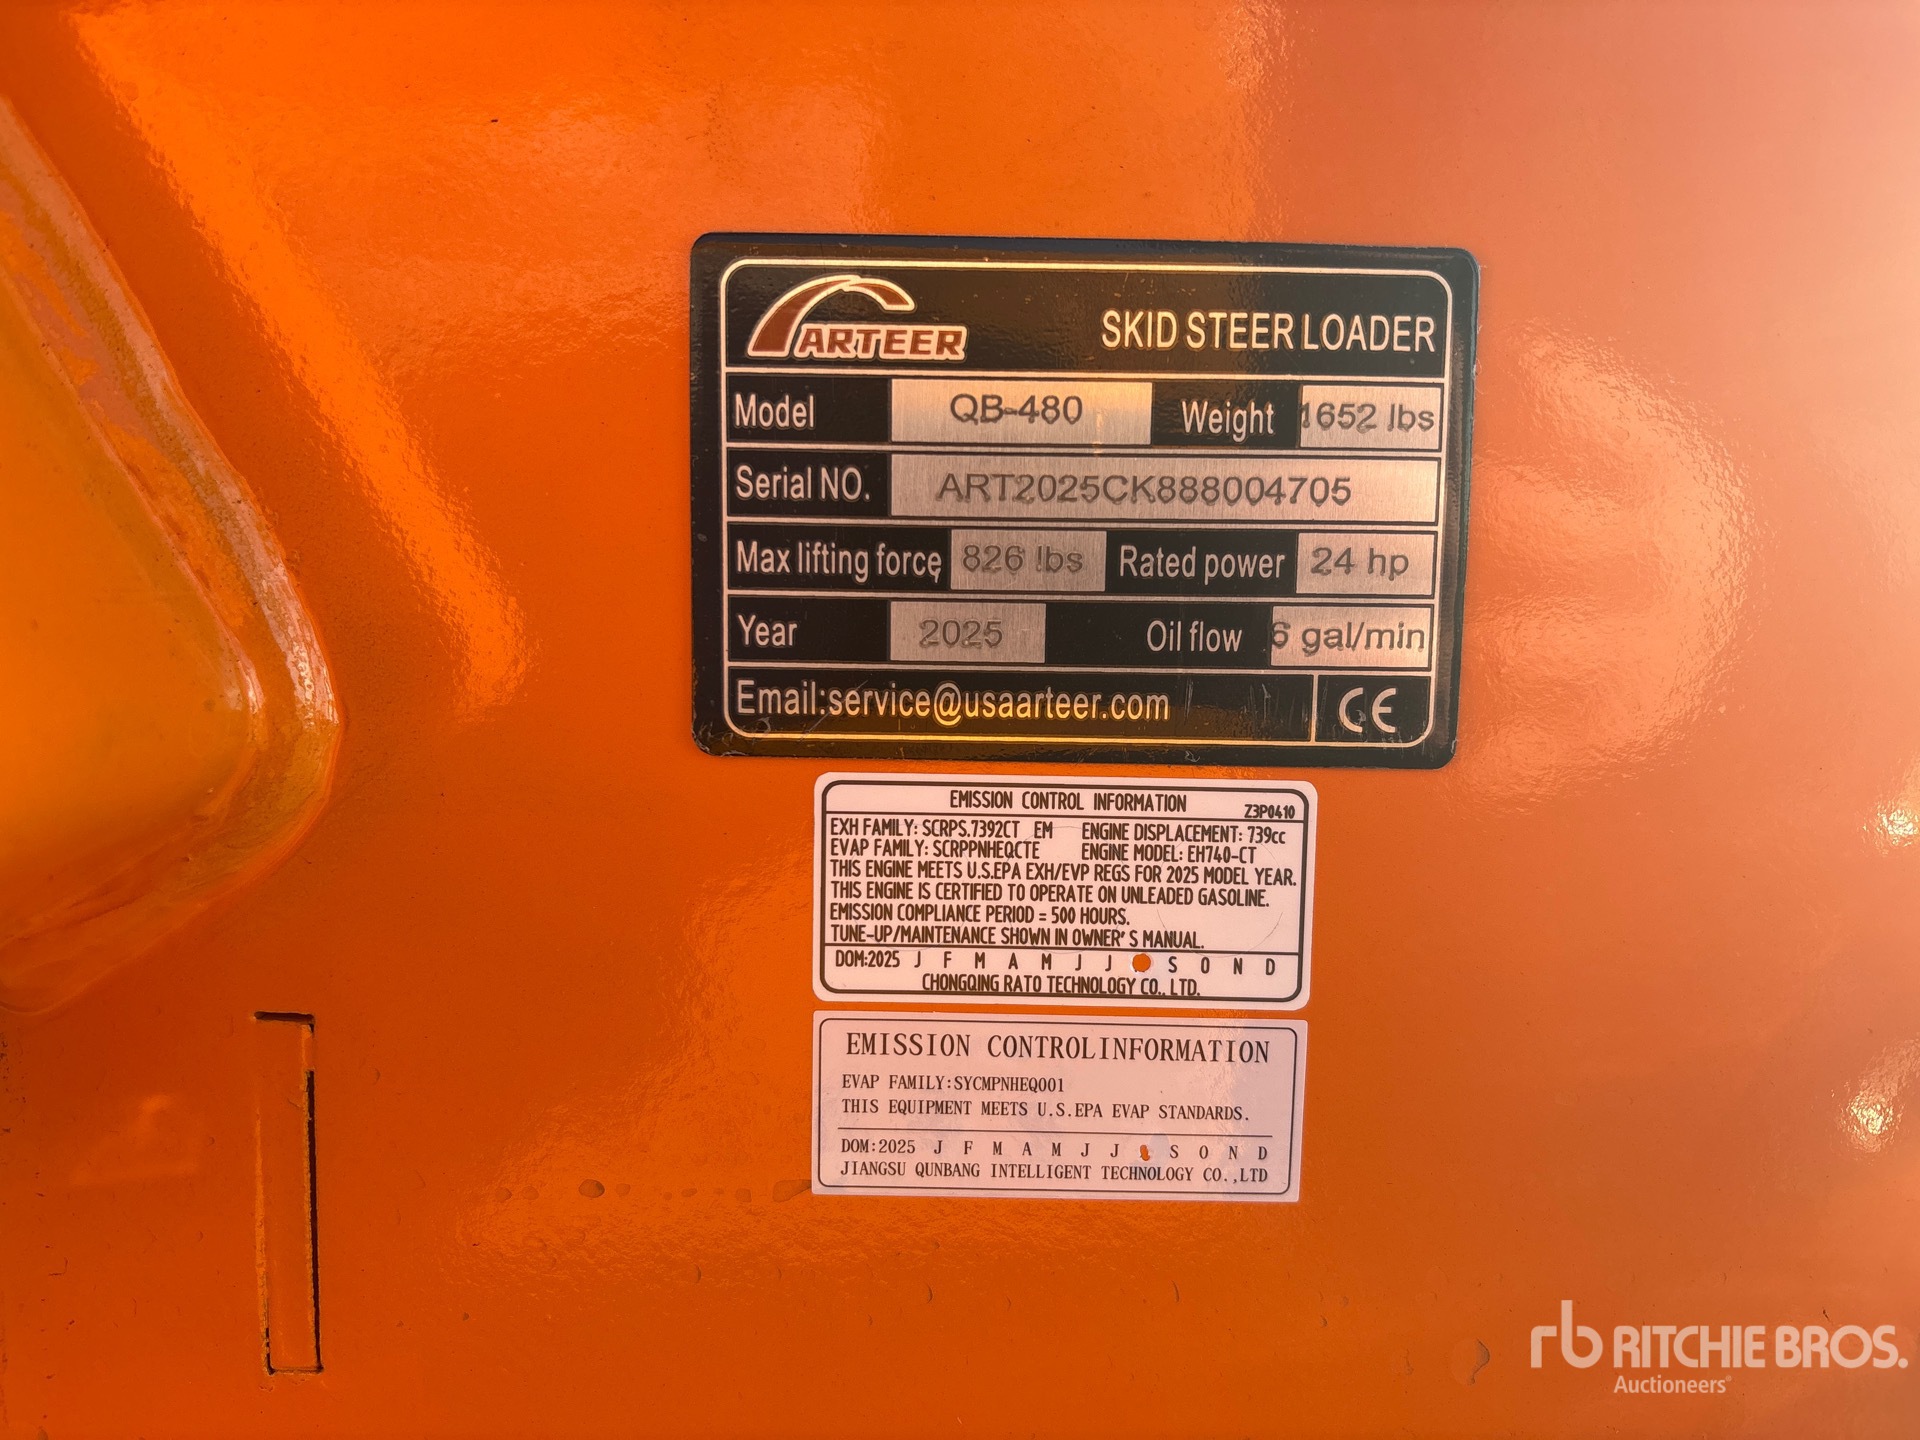 ARTEER SKID STEER LOADER
Model QB-480 Weight 1652 lbs
Serial NO. ART2025CK888004705
Max lifting force 826 lbs Rated power 24 hp
Year 2025 Oil flow 6 gal/min
Email:service@usaarteer.com CE
EMISSION CONTROL INFORMATION Z3P0410
EXH FAMILY: SCRPS.7392CT EM ENGINE DISPLACEMENT: 739cc
EVAP FAMILY: SCRPPNHEQCTE ENGINE MODEL: EH740-CT
THIS ENGINE MEETS U.S.EPA EXH/EVP REGS FOR 2025 MODEL YEAR.
THIS ENGINE IS CERTIFIED TO OPERATE ON UNLEADED GASOLINE.
EMISSION COMPLIANCE PERIOD = 500 HOURS.
TUNE-UP/MAINTENANCE SHOWN IN OWNER'S MANUAL.
DOM:2025 J F M A M J J S O N D
CHONGQING RATO TECHNOLOGY CO., LTD.
EMISSION CONTROLINFORMATION
EVAP FAMILY:SYCMPNHEQ001
THIS EQUIPMENT MEETS U.S.EPA EVAP STANDARDS.
DOM:2025 J F M A M J J S O N D
JIANGSU QUNBANG INTELLIGENT TECHNOLOGY CO.,LTD
rb RITCHIE BROS.
Auctioneers